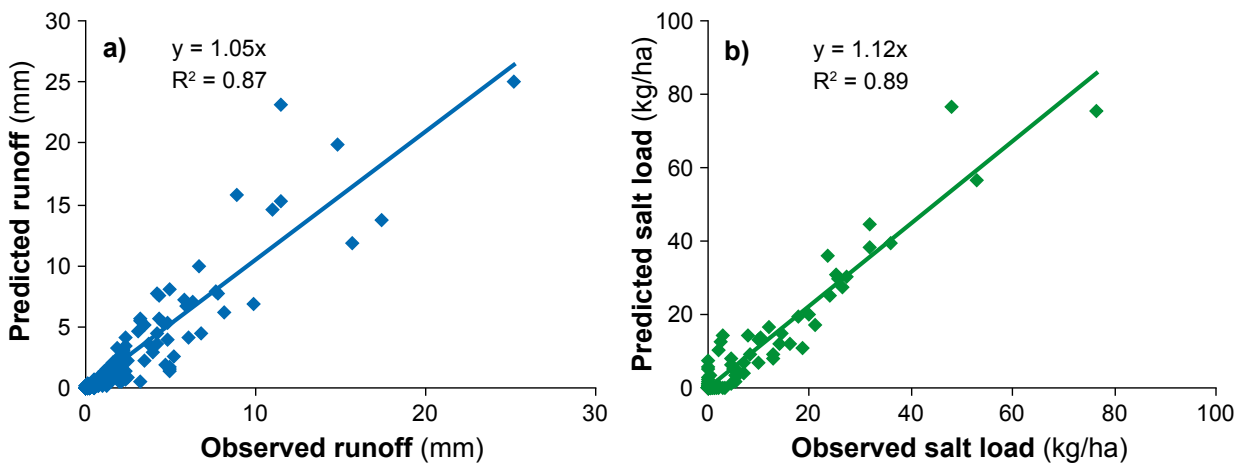 a)
y = 1.05x
R² = 0.87
Predicted runoff (mm)
30
25
20
15
10
5
0
0 10 20 30
Observed runoff (mm)
b)
y = 1.12x
R² = 0.89
Predicted salt load (kg/ha)
100
80
60
40
20
0
0 20 40 60 80 100
Observed salt load (kg/ha)